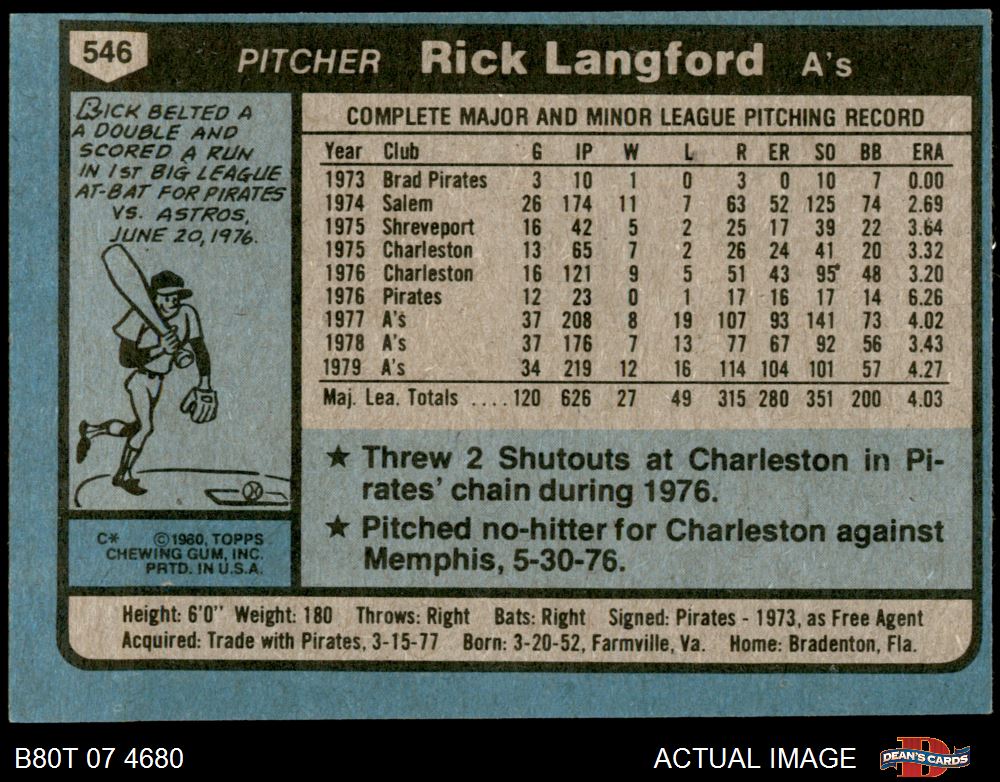 546
PITCHER Rick Langford A's
RICK BELTED A
A DOUBLE AND
SCORED A RUN
IN 1ST BIG LEAGUE
AT-BAT FOR PIRATES
VS. ASTROS,
JUNE 20, 1976.
C* ©1980, TOPPS
CHEWING GUM, INC.
PRTD. IN U.S.A.
COMPLETE MAJOR AND MINOR LEAGUE PITCHING RECORD
Year Club G IP W L R ER SO BB ERA
1973 Brad Pirates 3 10 1 0 3 0 10 7 0.00
1974 Salem 26 174 11 7 63 52 125 74 2.69
1975 Shreveport 16 42 5 2 25 17 39 22 3.64
1975 Charleston 13 65 7 2 26 24 41 20 3.32
1976 Charleston 16 121 9 5 51 43 95 48 3.20
1976 Pirates 12 23 0 1 17 16 17 14 6.26
1977 A's 37 208 8 19 107 93 141 73 4.02
1978 A's 37 176 7 13 77 67 92 56 3.43
1979 A's 34 219 12 16 114 104 101 57 4.27
Maj. Lea. Totals ....120 626 27 49 315 280 351 200 4.03
★ Threw 2 Shutouts at Charleston in Pi-
rates' chain during 1976.
★ Pitched no-hitter for Charleston against
Memphis, 5-30-76.
Height: 6'0" Weight: 180 Throws: Right Bats: Right Signed: Pirates - 1973, as Free Agent
Acquired: Trade with Pirates, 3-15-77 Born: 3-20-52, Farmville, Va. Home: Bradenton, Fla.
B80T 07 4680 ACTUAL IMAGE DEAN'S CARDS